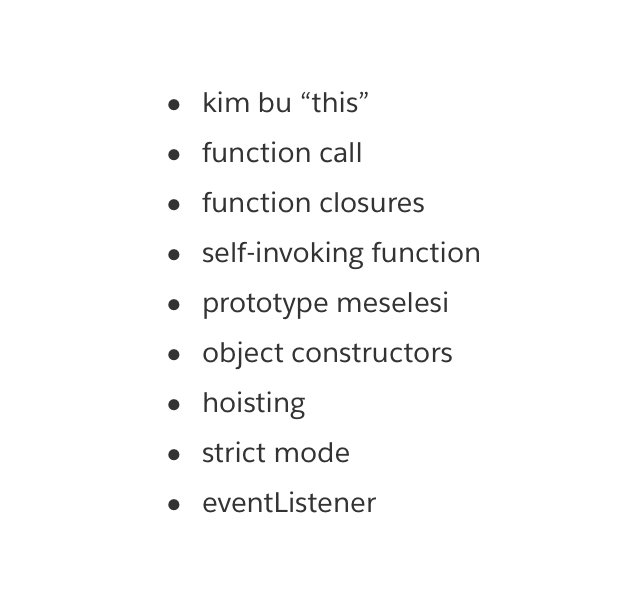 • kim bu “this”
• function call
• function closures
• self-invoking function
• prototype meselesi
• object constructors
• hoisting
• strict mode
• eventListener